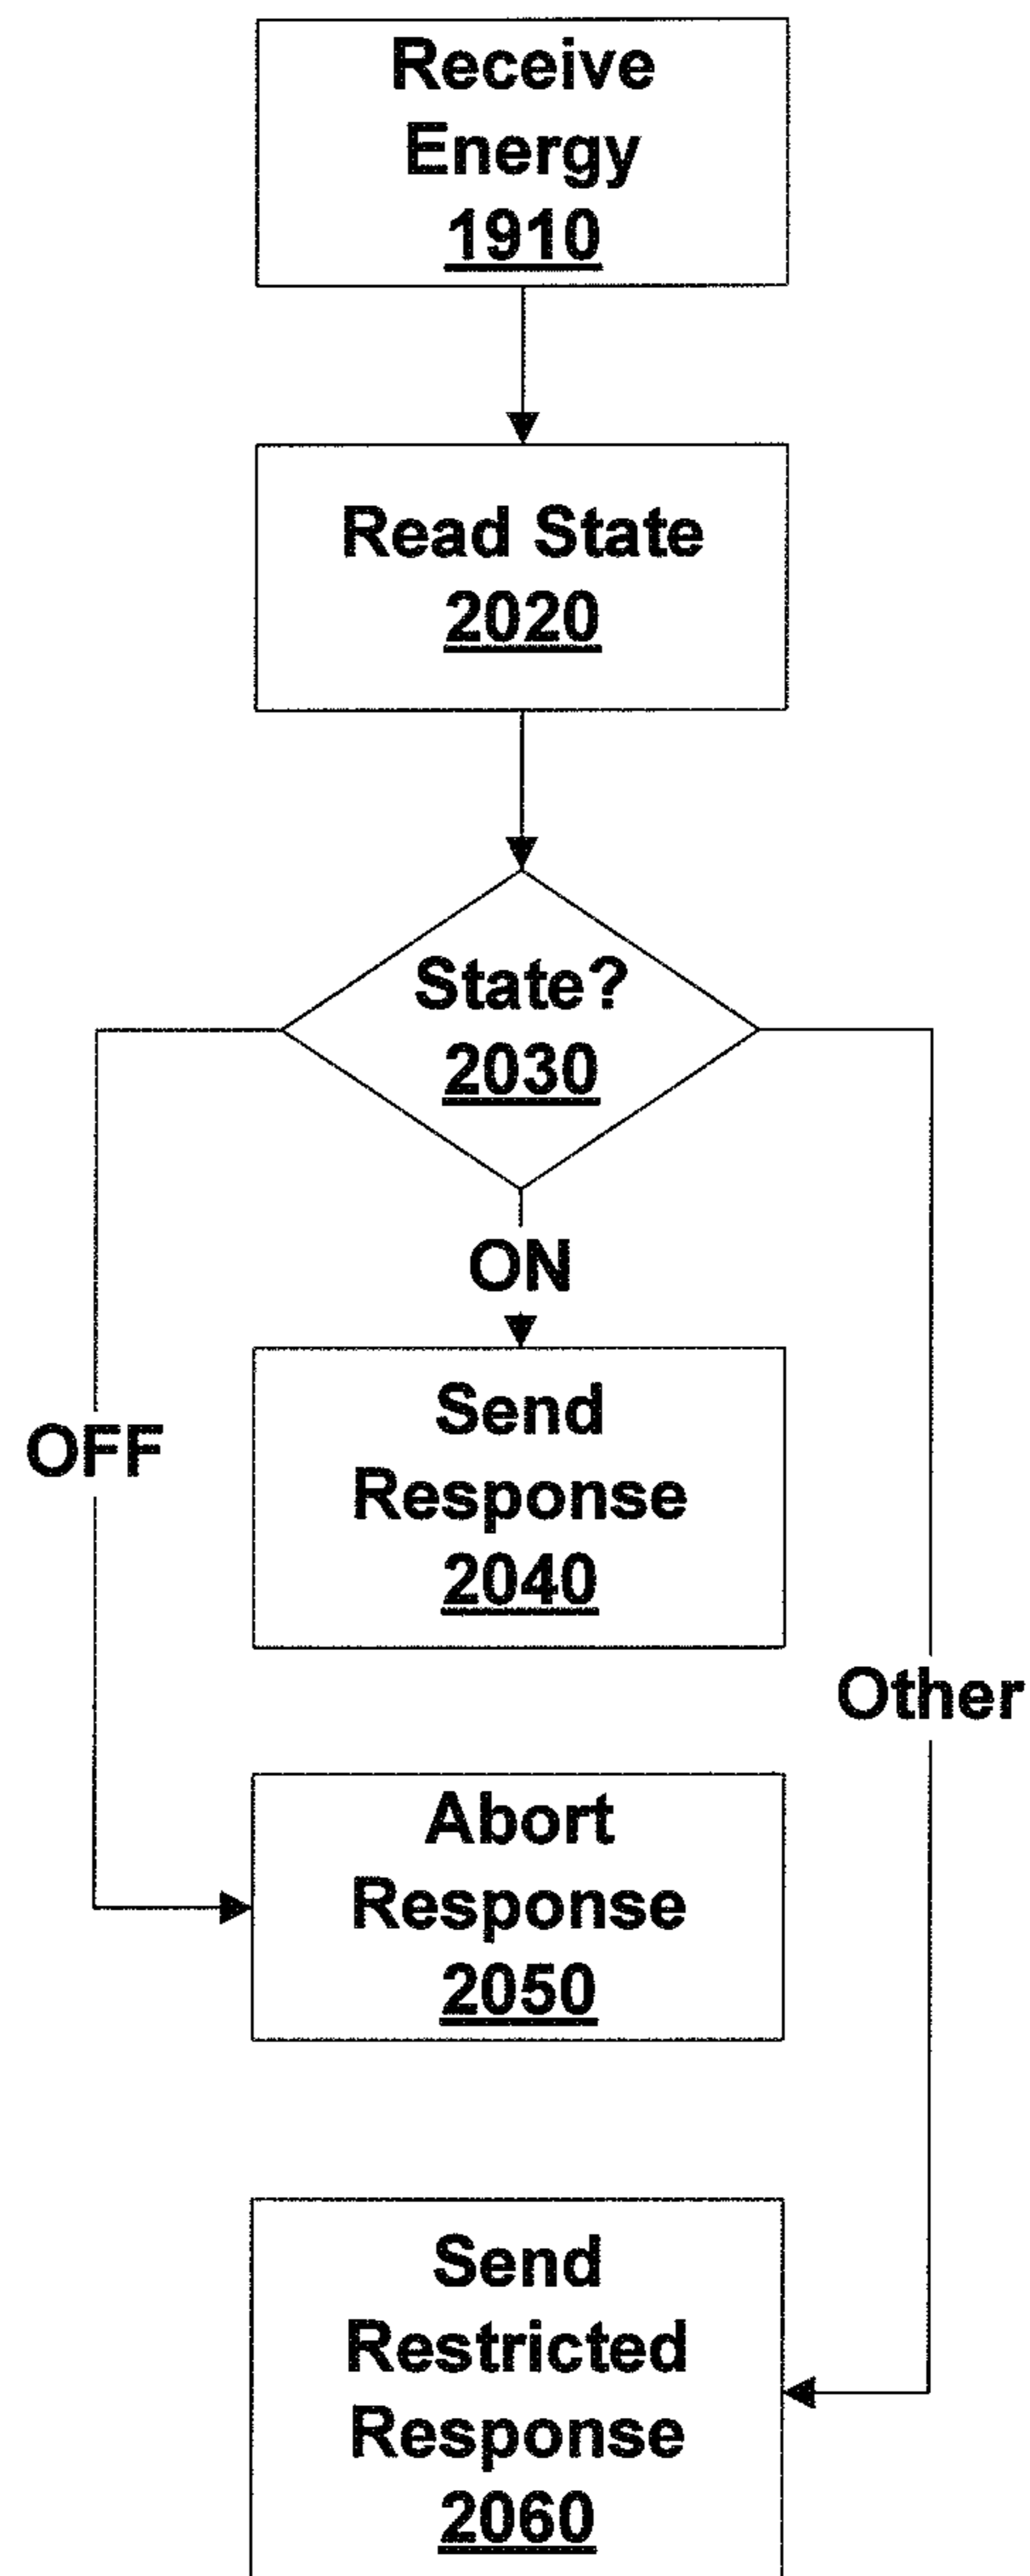 Receive
Energy
1910
Read State
2020
State?
2030
ON
OFF
Send
Response
2040
Other
Abort
Response
2050
Send
Restricted
Response
2060